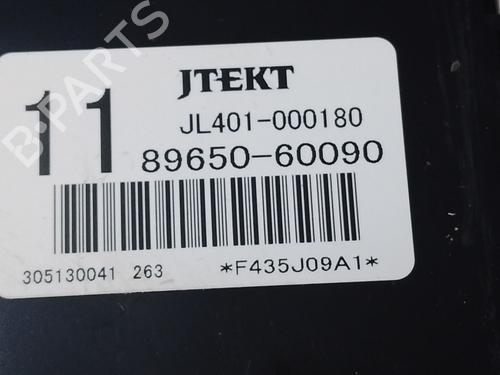 B-PARTS
11
JTEKT
JL401-000180
89650-60090
305130041 263
*F435J09A1*